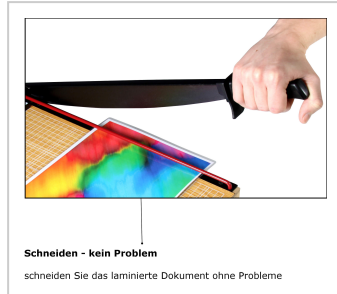 Schneiden - kein Problem
schneiden Sie das laminierte Dokument ohne Probleme